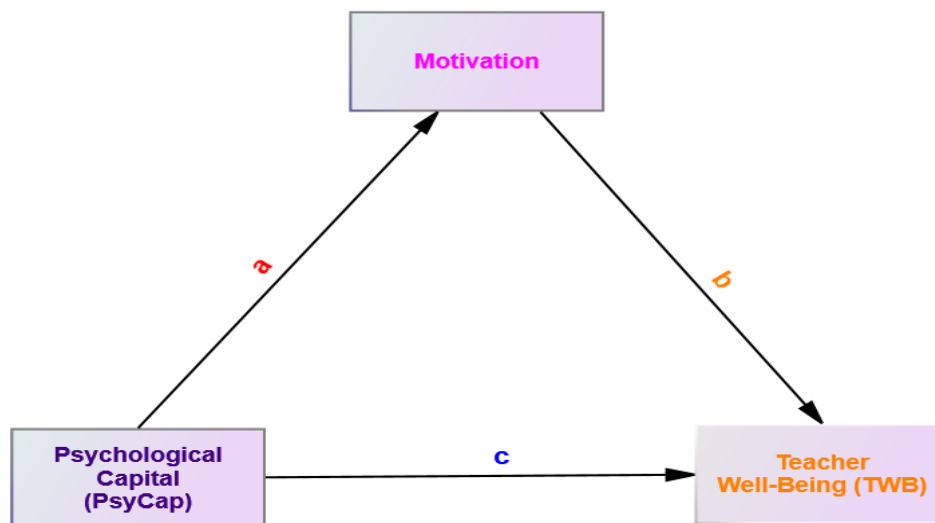 Motivation
a
b
Psychological
Capital
(PsyCap)
c
Teacher
Well-Being (TWB)